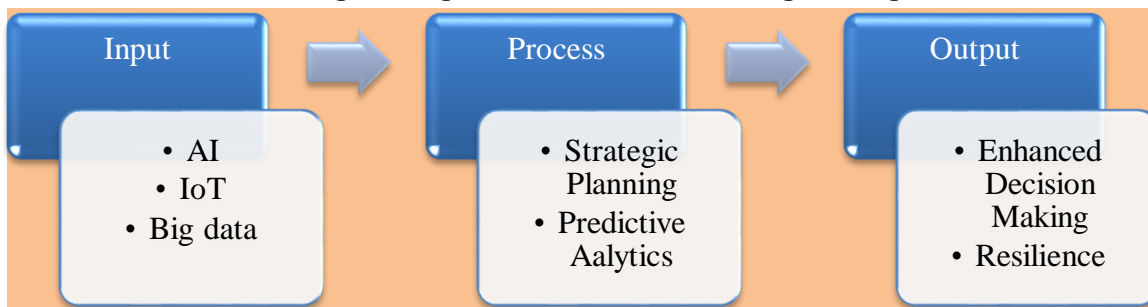 Input
• AI
• IoT
• Big data
Process
• Strategic
Planning
• Predictive
Aalytics
Output
• Enhanced
Decision
Making
• Resilience